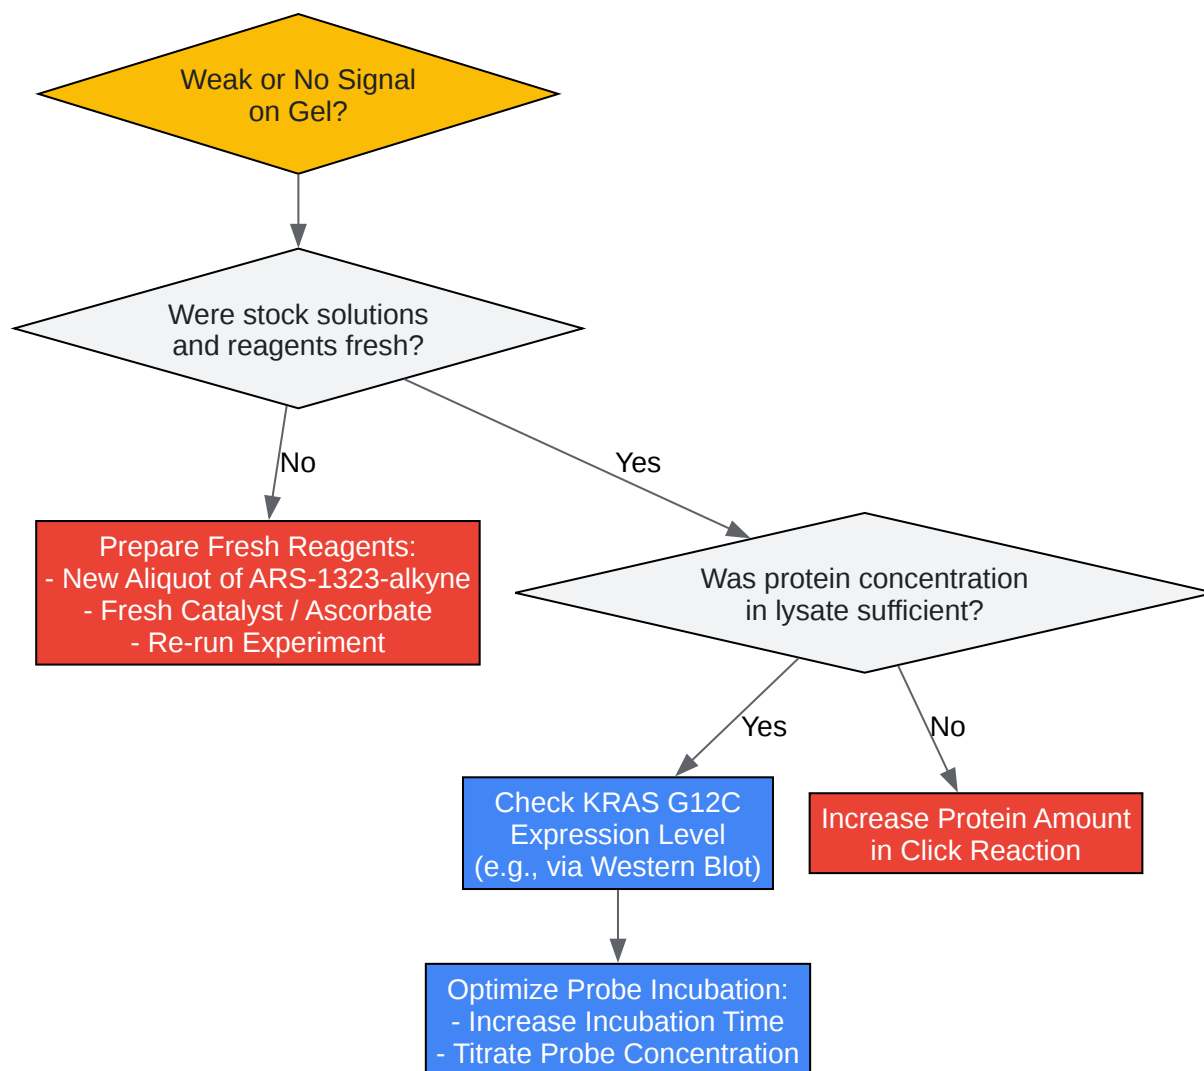 Weak or No Signal
on Gel?
Were stock solutions
and reagents fresh?
No
Yes
Prepare Fresh Reagents:
- New Aliquot of ARS-1323-alkyne
- Fresh Catalyst / Ascorbate
- Re-run Experiment
Was protein concentration
in lysate sufficient?
Yes
No
Check KRAS G12C
Expression Level
(e.g., via Western Blot)
Increase Protein Amount
in Click Reaction
Optimize Probe Incubation:
- Increase Incubation Time
- Titrate Probe Concentration